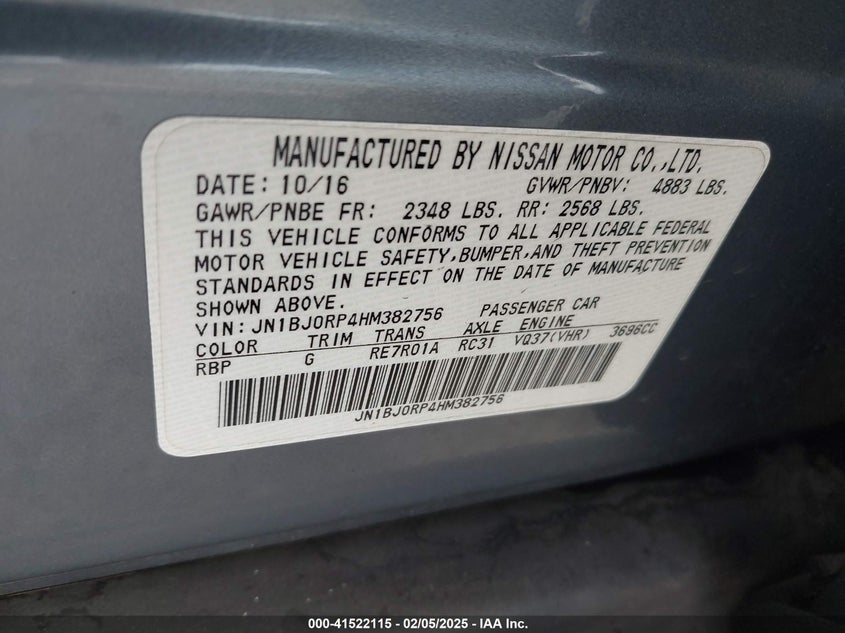 MANUFACTURED BY NISSAN MOTOR CO.,LTD.
DATE: 10/16 GVWR/PNBV: 4883 LBS.
GAWR/PNBE FR: 2348 LBS. RR: 2568 LBS.
THIS VEHICLE CONFORMS TO ALL APPLICABLE FEDERAL
MOTOR VEHICLE SAFETY,BUMPER,AND THEFT PREVENTION
STANDARDS IN EFFECT ON THE DATE OF MANUFACTURE
SHOWN ABOVE.
VIN:JN1BJ0RP4HM382756 PASSENGER CAR
COLOR TRIM TRANS AXLE ENGINE
RBP G RE7R01A RC31 VQ37(VHR) 3696CC
JN1BJ0RP4HM382756
000-41522115 - 02/05/2025 - IAA Inc.